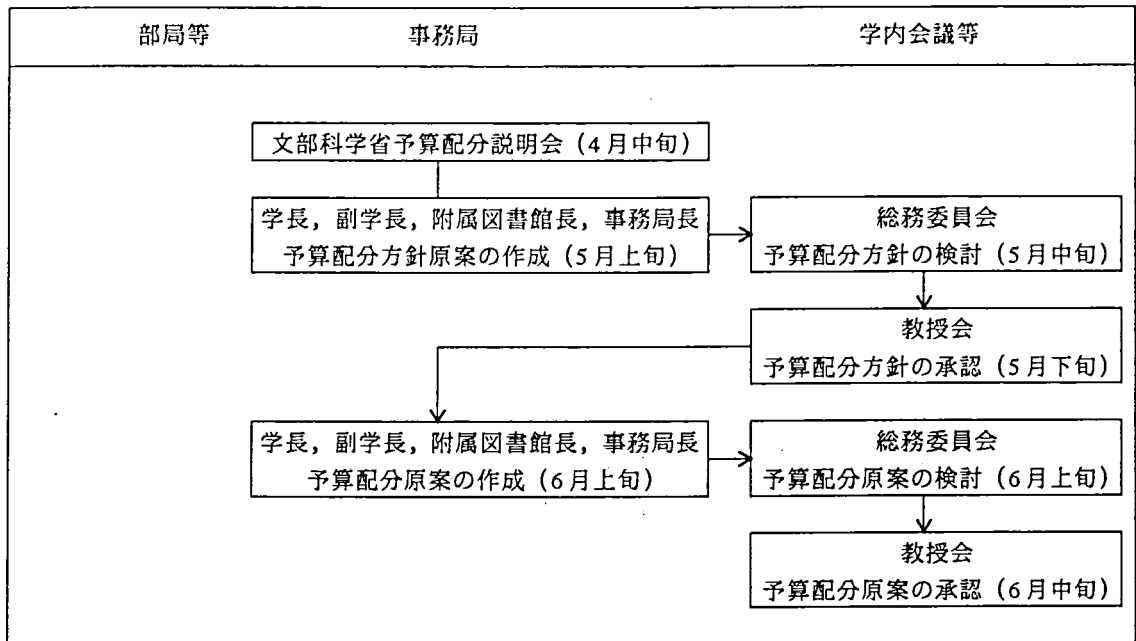 部局等
事務局
学内会議等
文部科学省予算配分説明会（4月中旬）
学長，副学長，附属図書館長，事務局長
予算配分方針原案の作成（5月上旬）
総務委員会
予算配分方針の検討（5月中旬）
教授会
予算配分方針の承認（5月下旬）
学長，副学長，附属図書館長，事務局長
予算配分原案の作成（6月上旬）
総務委員会
予算配分原案の検討（6月上旬）
教授会
予算配分原案の承認（6月中旬）